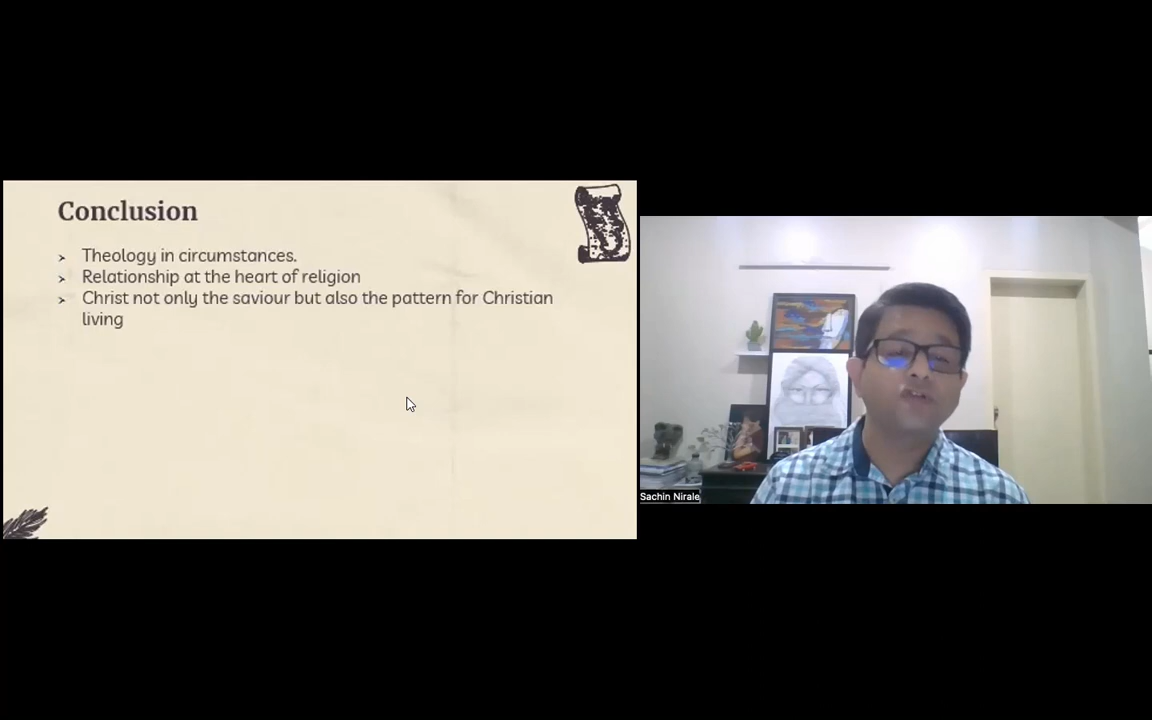 Conclusion
Theology in circumstances.
Relationship at the heart of religion
Christ not only the saviour but also the pattern for Christian
living
Sachin Nirale